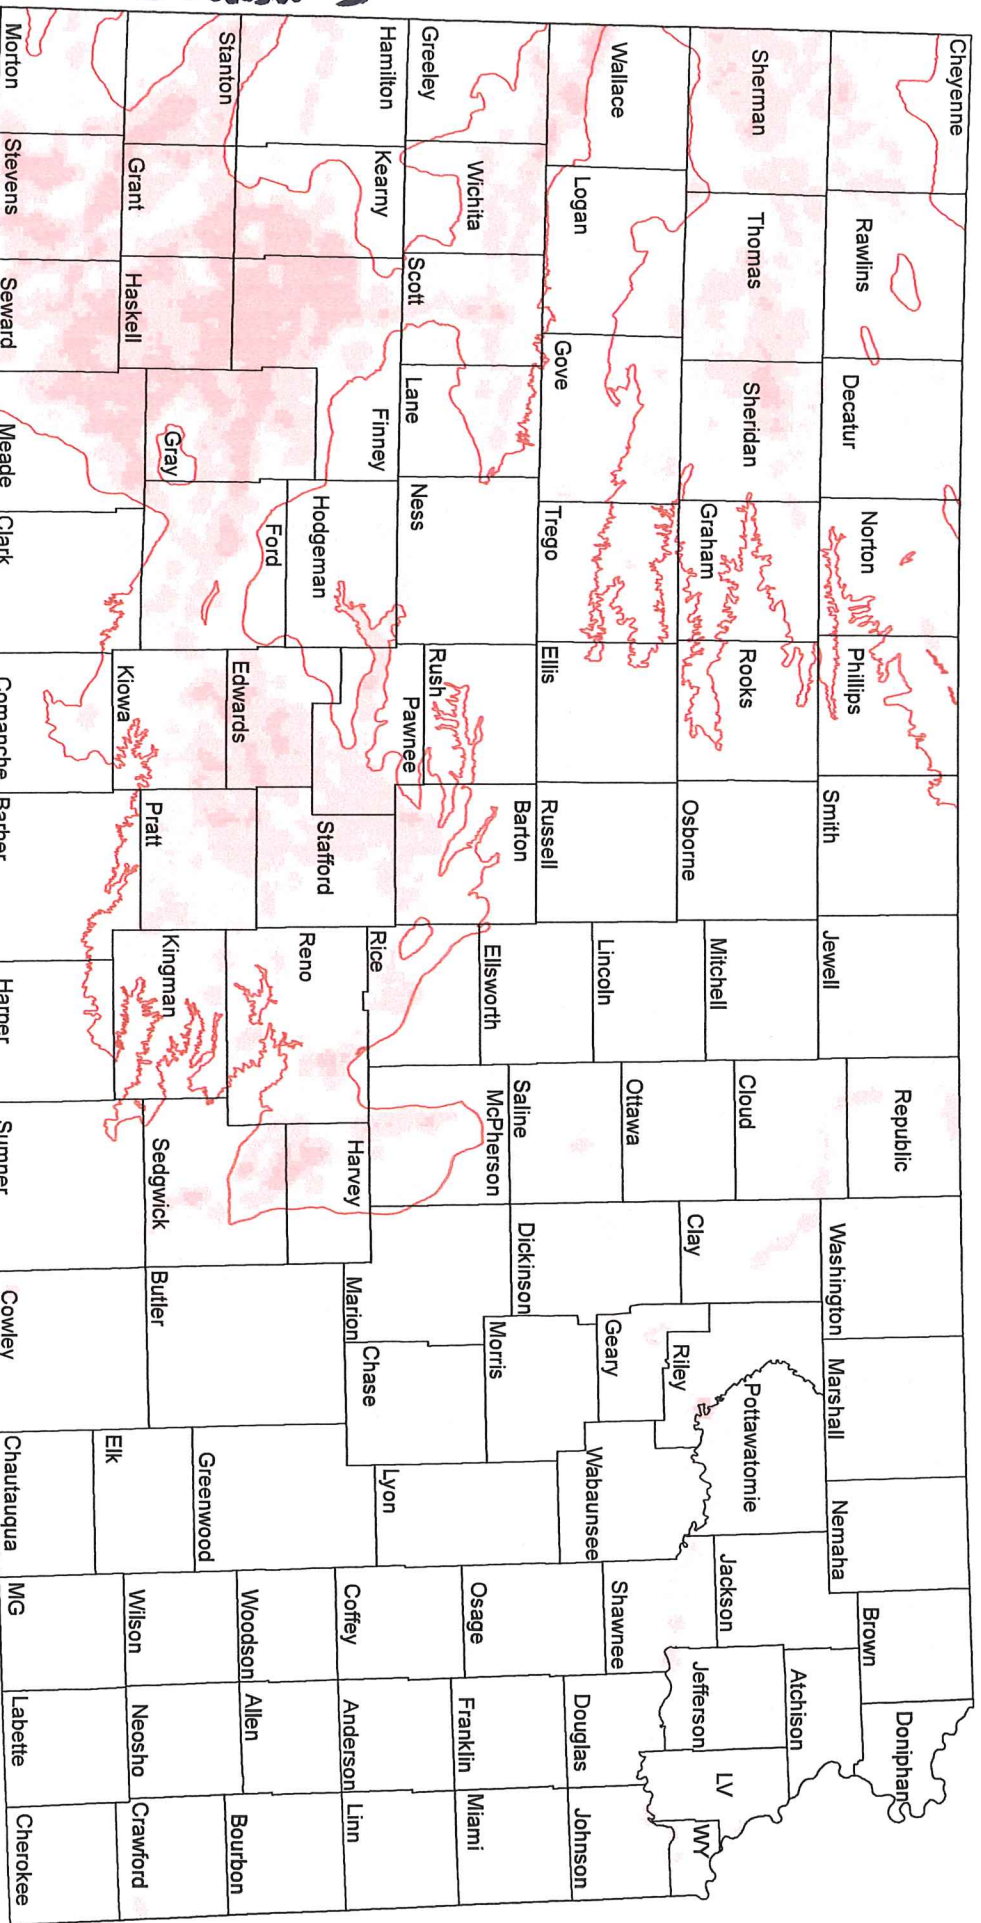 Cheyenne
Rawlins
Decatur
Norton
Phillips
Smith
Jewell
Republic
Washington
Marshall
Nemaha
Brown
Doniphan
Sherman
Thomas
Sheridan
Graham
Rooks
Osborne
Mitchell
Cloud
Clay
Riley
Pottawatomie
Jackson
Atchison
Jefferson
LV
WY
Wallace
Logan
Gove
Trego
Ellis
Russell
Lincoln
Ottawa
Saline
Dickinson
Geary
Wabaunsee
Shawnee
Douglas
Johnson
Greeley
Wichita
Scott
Lane
Ness
Rush
Barton
Ellsworth
Rice
McPherson
Marion
Morris
Chase
Lyon
Osage
Franklin
Miami
Hamilton
Kearny
Finney
Hodgeman
Pawnee
Stafford
Reno
Harvey
Butler
Greenwood
Coffey
Anderson
Linn
Stanton
Grant
Haskell
Gray
Ford
Edwards
Kiowa
Pratt
Kingman
Sedgwick
Elk
Woodson
Wilson
Allen
Neosho
Bourbon
Crawford
Morton
Stevens
Seward
Meade
Clark
Comanche
Barber
Harper
Sumner
Cowley
Chautauqua
MG
Labette
Cherokee